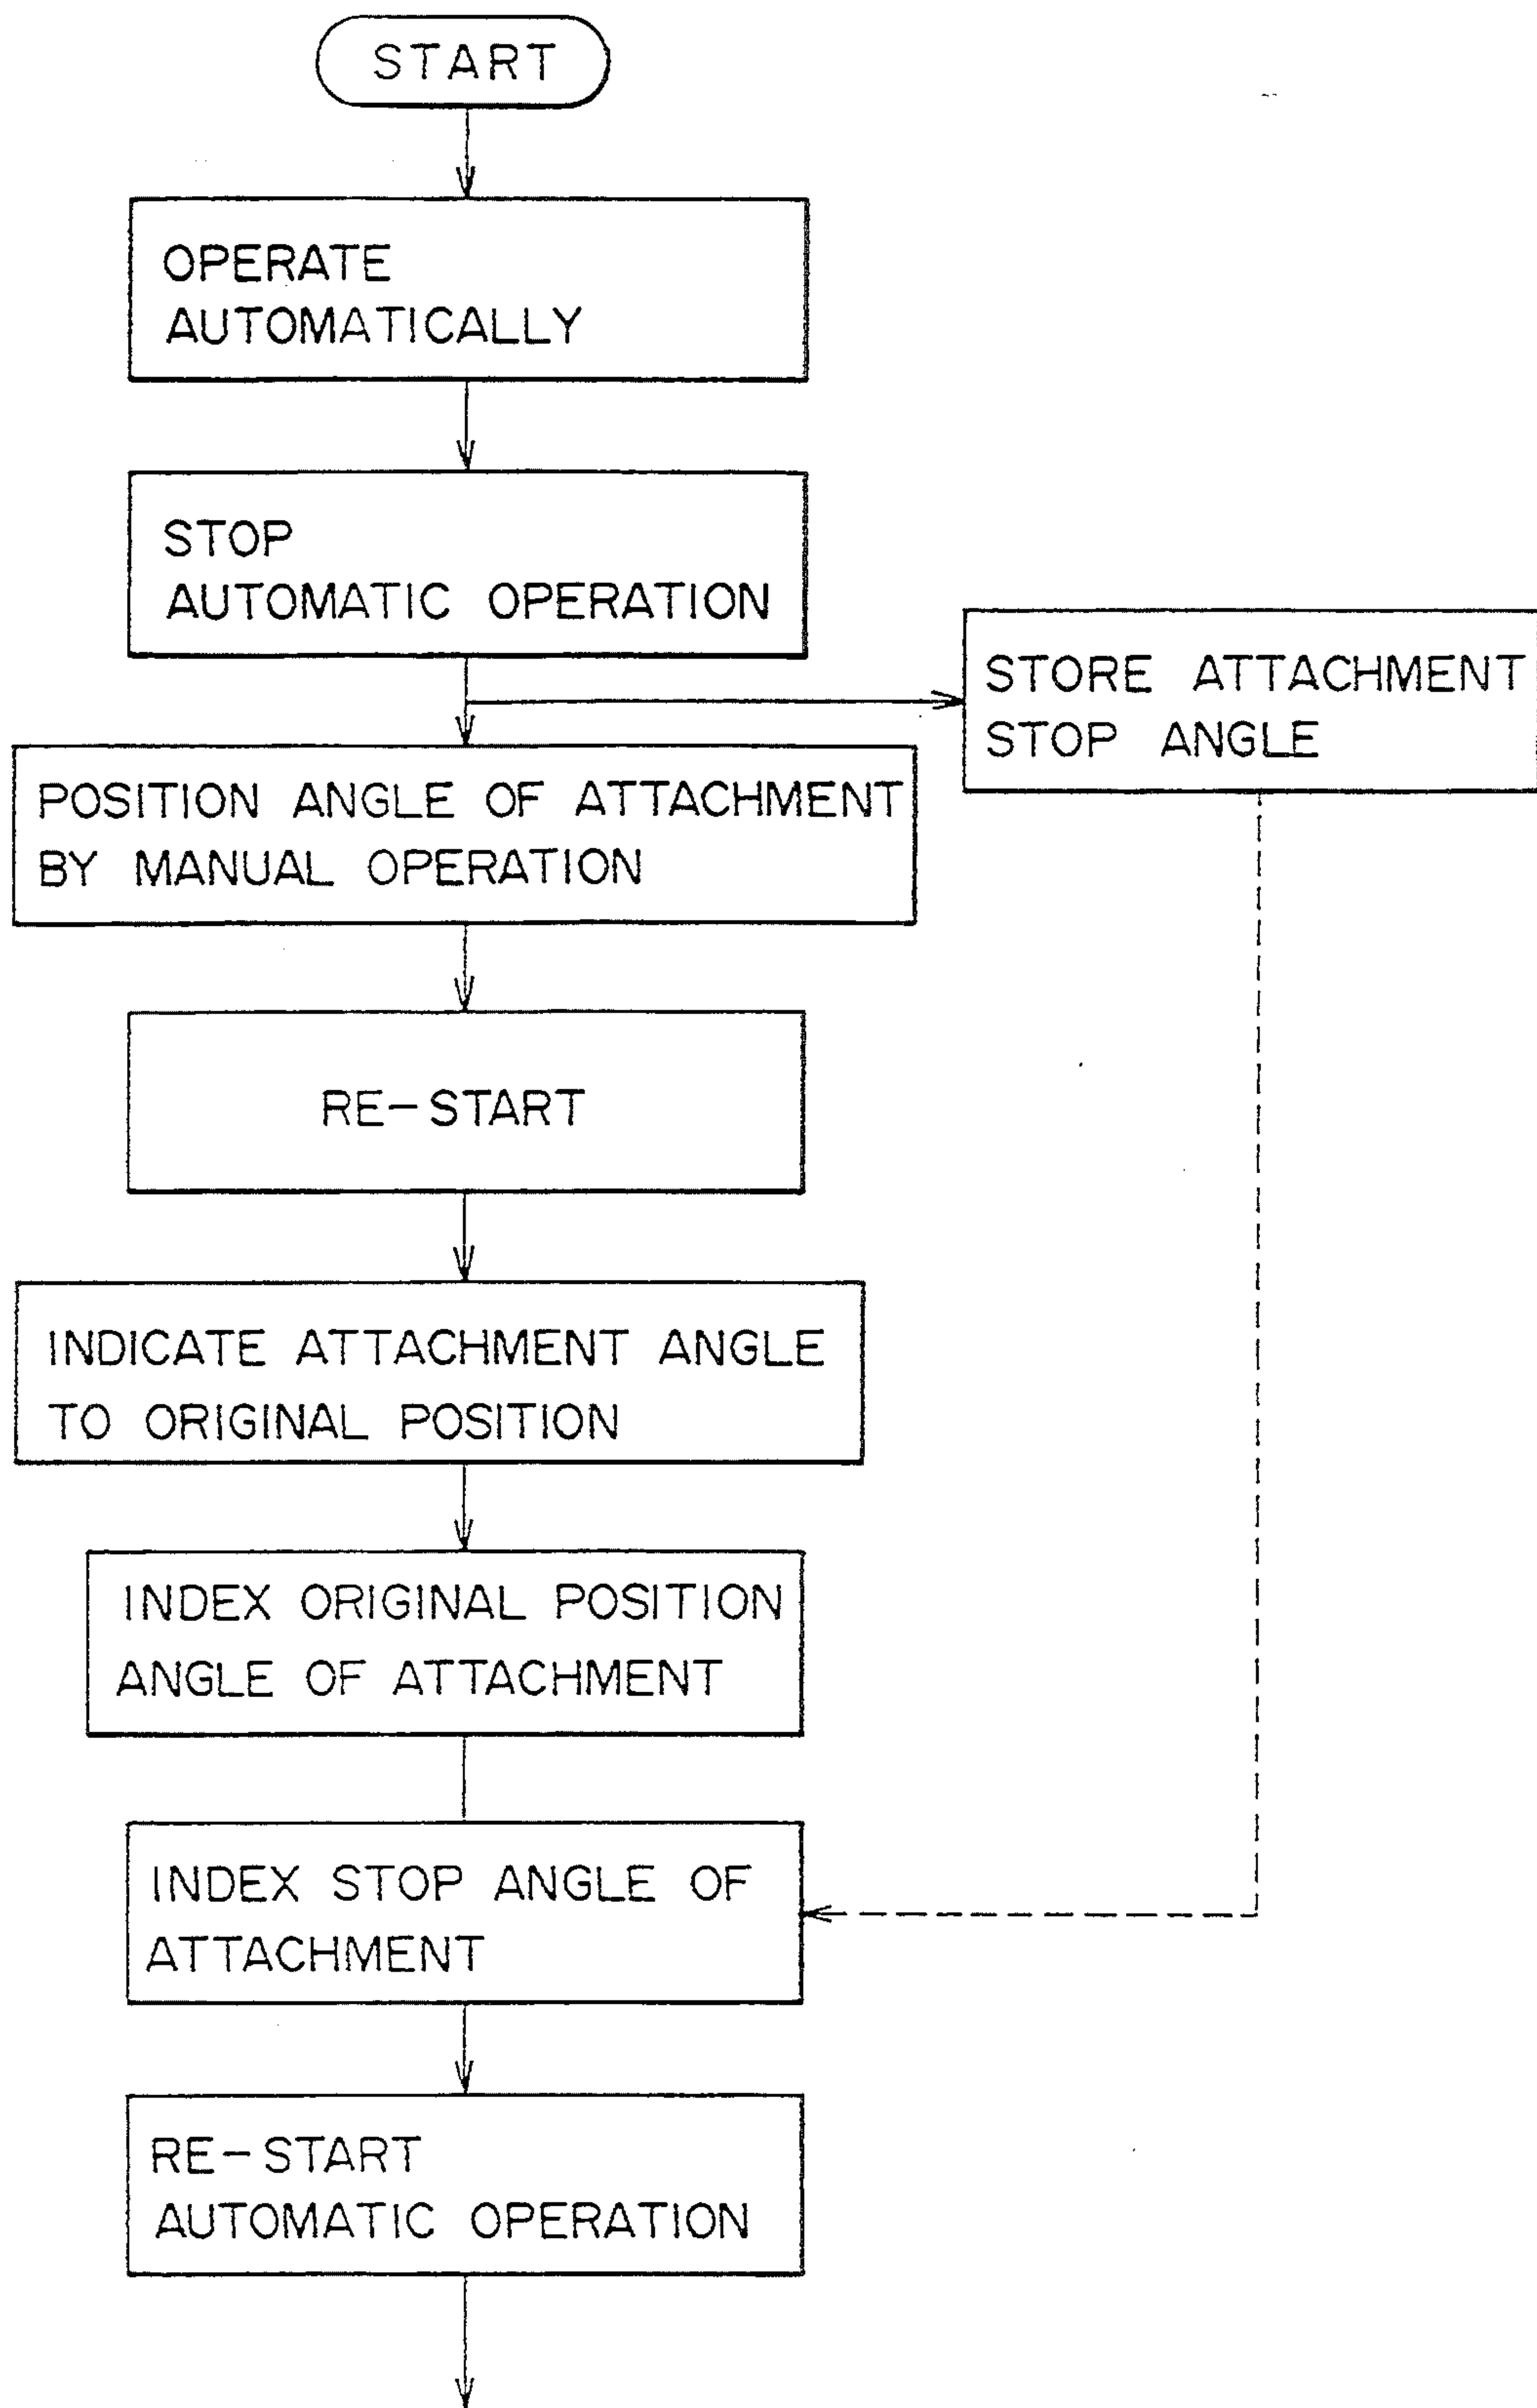 START
OPERATE
AUTOMATICALLY
STOP
AUTOMATIC OPERATION
STORE ATTACHMENT
STOP ANGLE
POSITION ANGLE OF ATTACHMENT
BY MANUAL OPERATION
RE-START
INDICATE ATTACHMENT ANGLE
TO ORIGINAL POSITION
INDEX ORIGINAL POSITION
ANGLE OF ATTACHMENT
INDEX STOP ANGLE OF
ATTACHMENT
RE-START
AUTOMATIC OPERATION